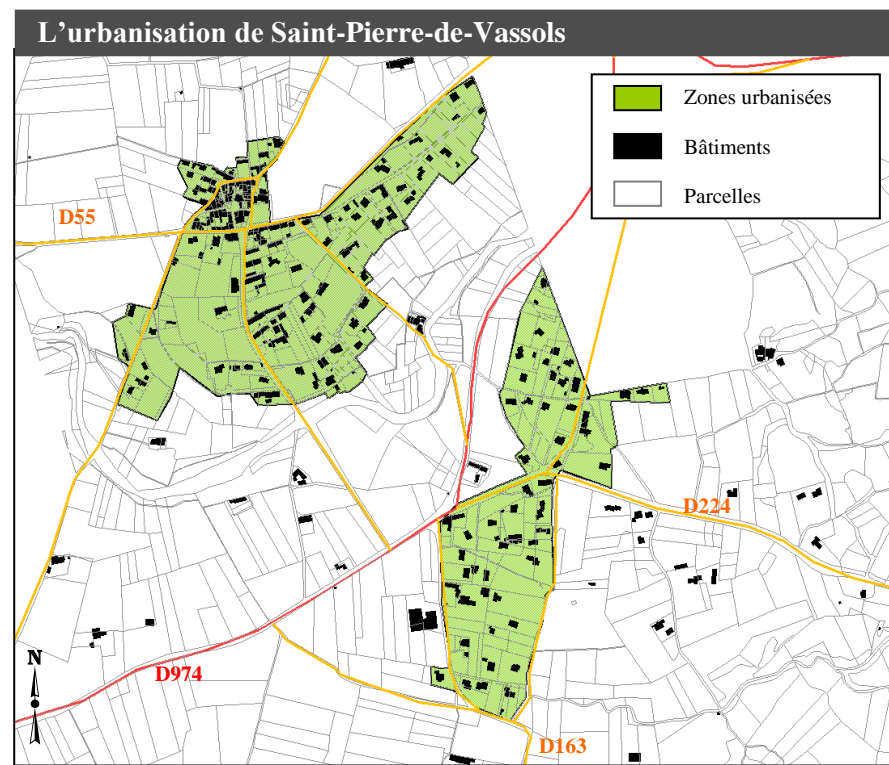 L'urbanisation de Saint-Pierre-de-Vassols
Zones urbanisées
Bâtiments
Parcelles
D55
D224
N
D974
D163